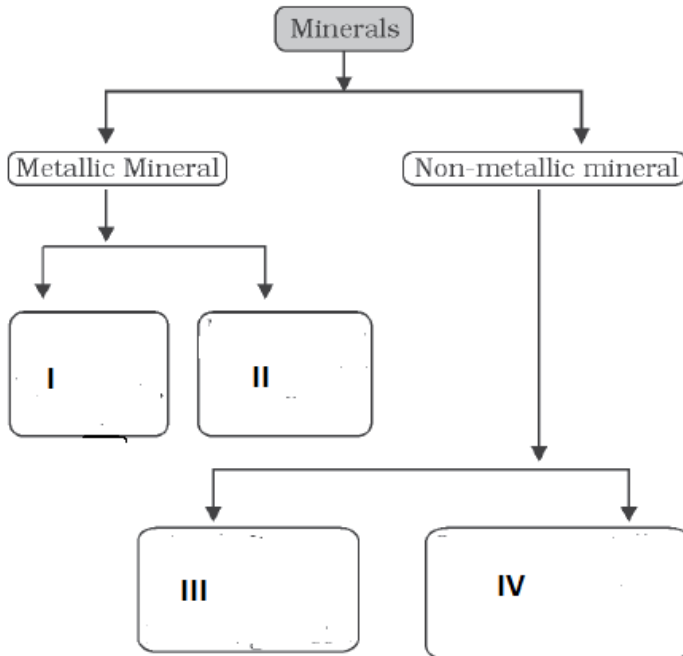 Minerals
Metallic Mineral
Non-metallic mineral
I
II
III
IV